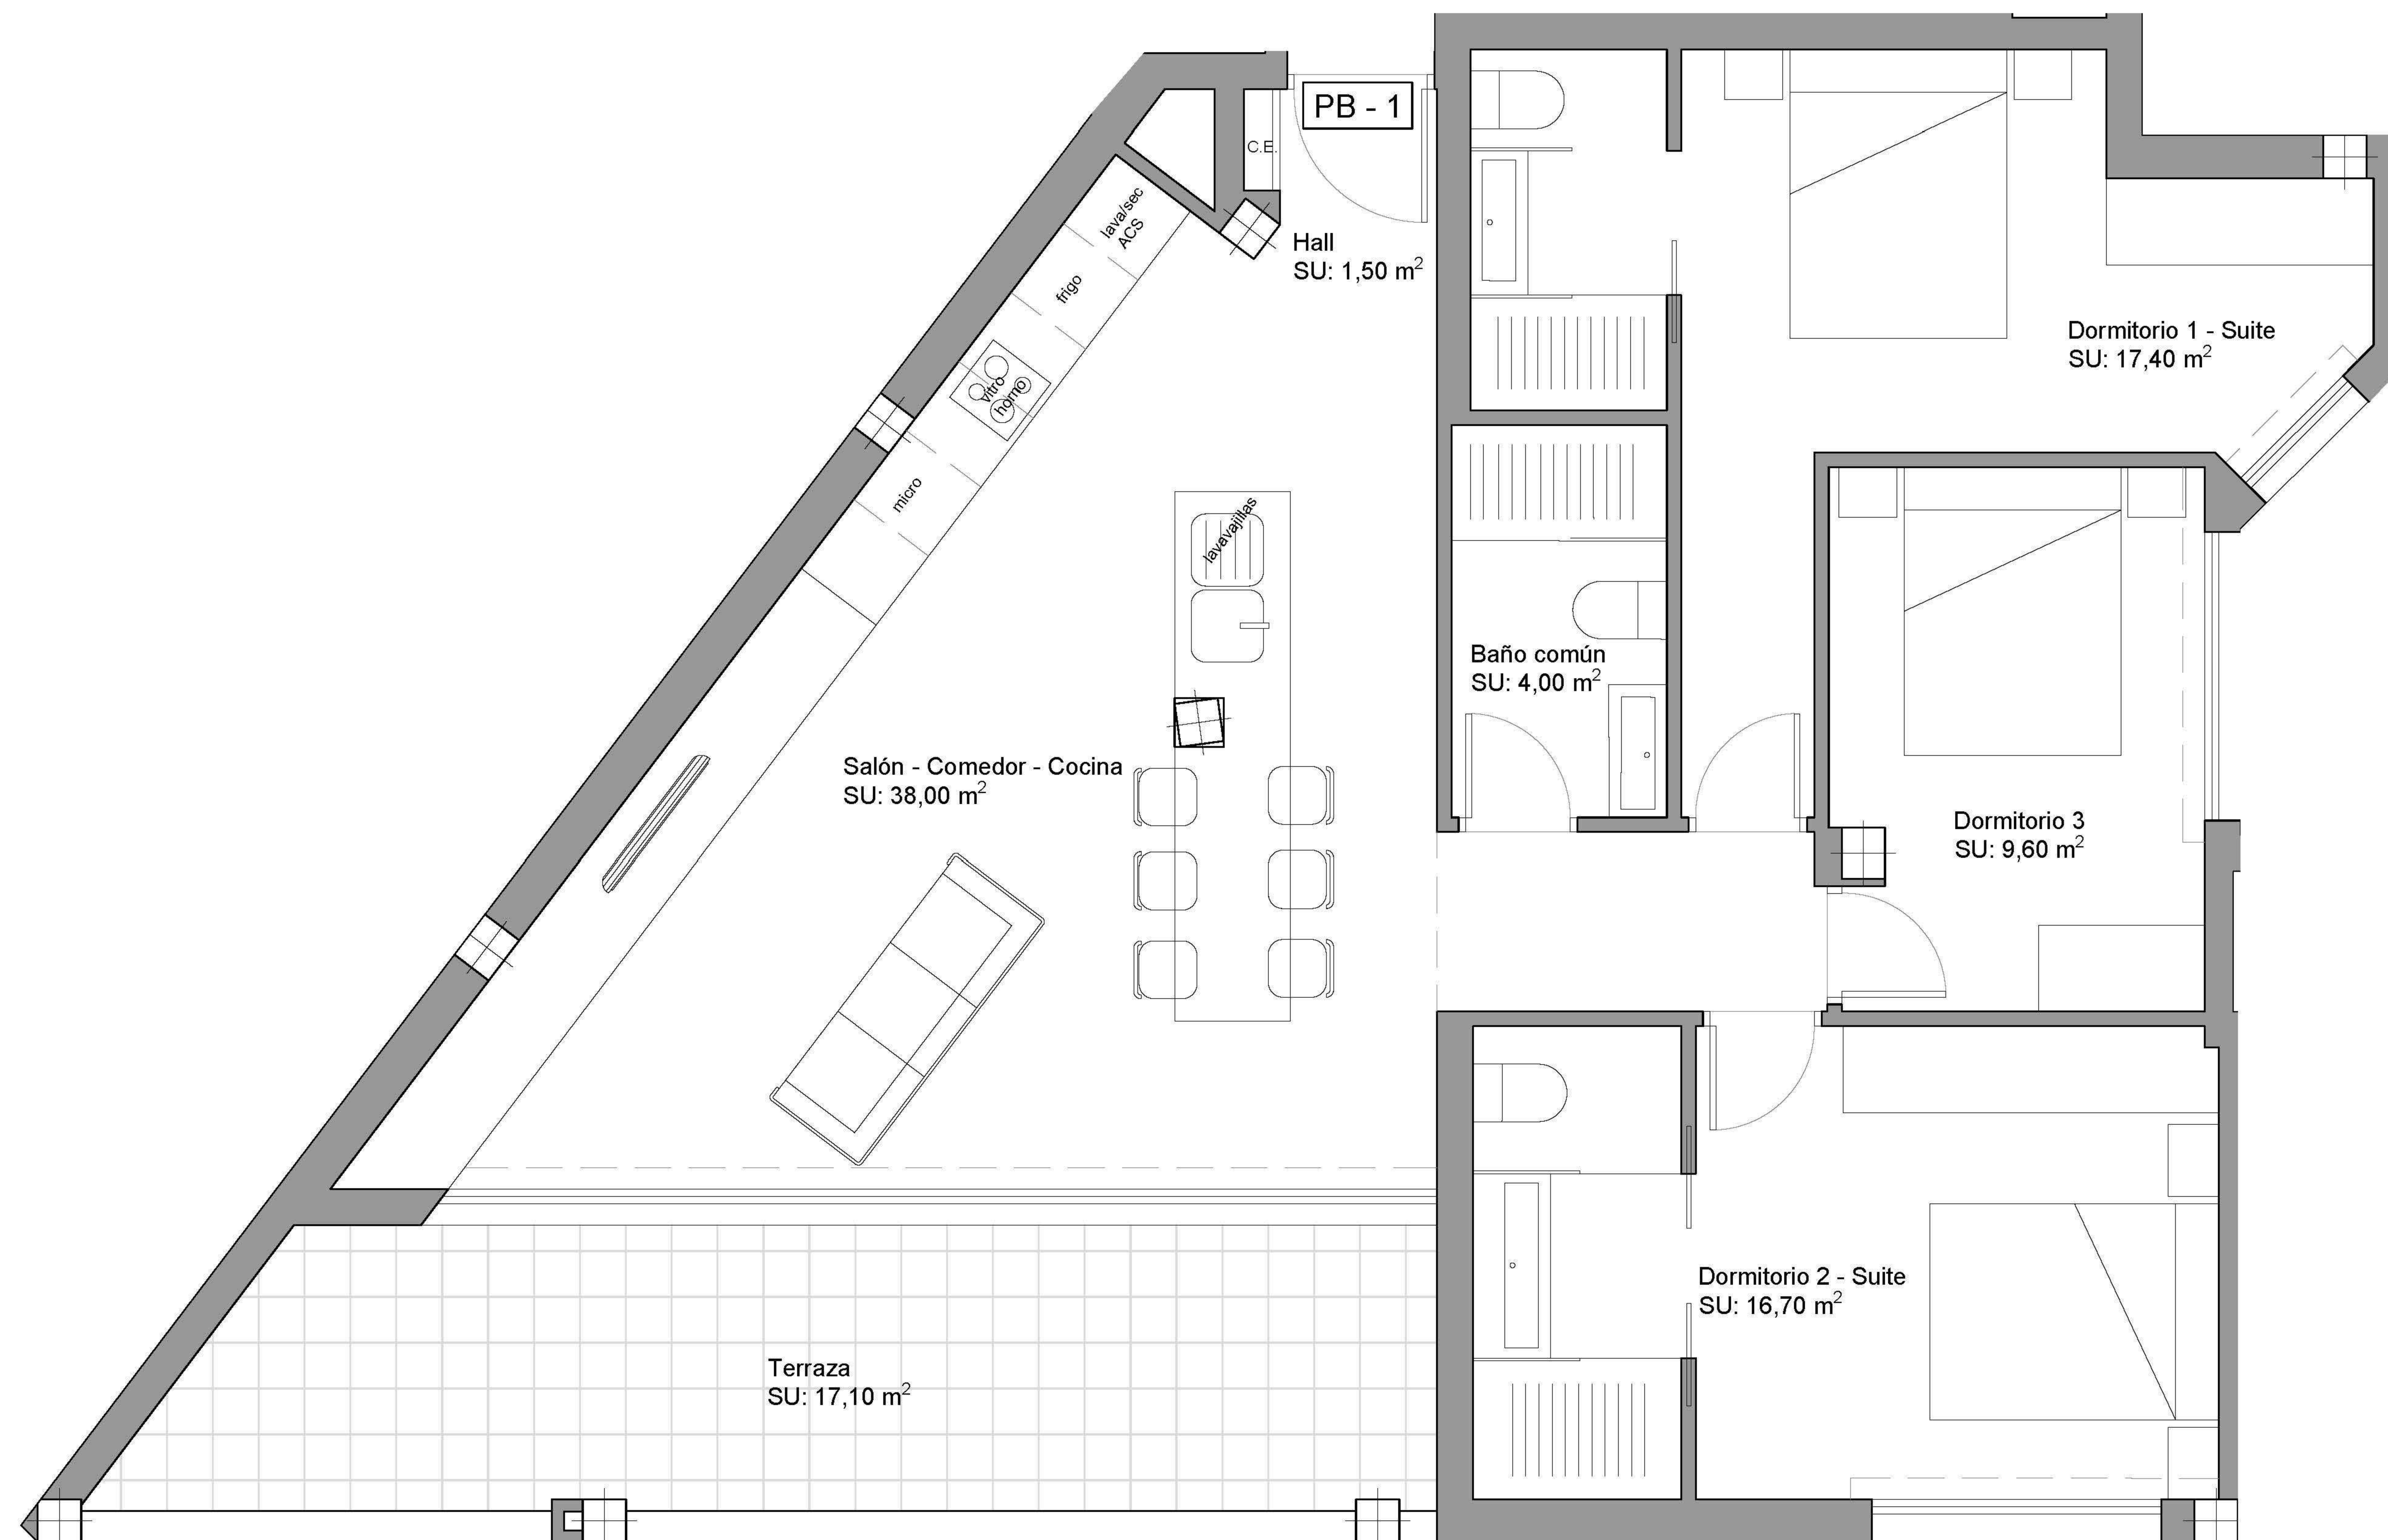 PB - 1
C.E.
Hall
SU: 1,50 m²
lava/sec
ACS
frigo
vitro
horno
micro
lavavajillas
Dormitorio 1 - Suite
SU: 17,40 m²
Baño común
SU: 4,00 m²
Salón - Comedor - Cocina
SU: 38,00 m²
Dormitorio 3
SU: 9,60 m²
Dormitorio 2 - Suite
SU: 16,70 m²
Terraza
SU: 17,10 m²